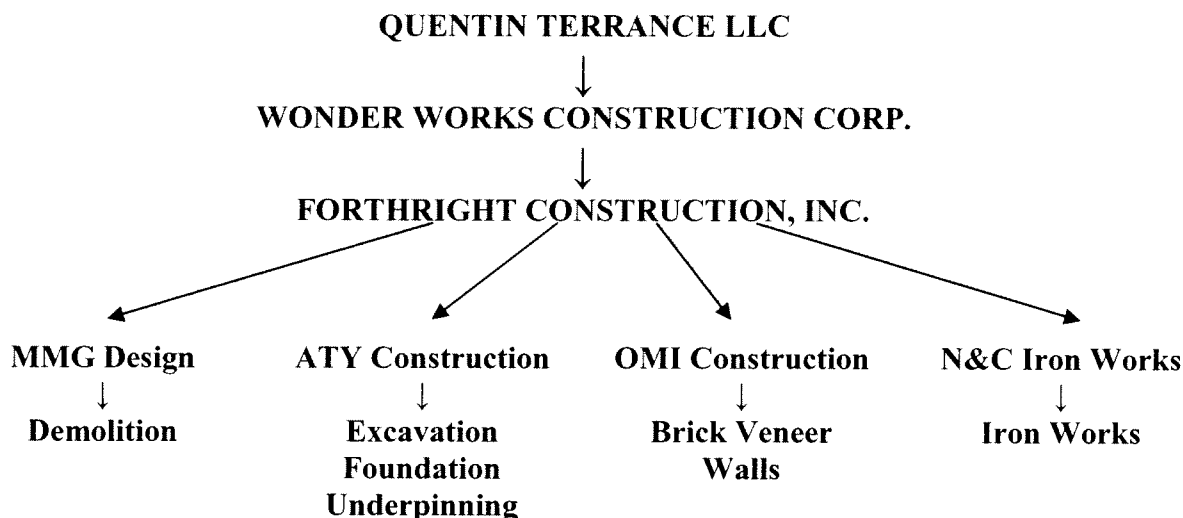 QUENTIN TERRANCE LLC
↓
WONDER WORKS CONSTRUCTION CORP.
↓
FORTHRIGHT CONSTRUCTION, INC.
MMG Design ATY Construction OMI Construction N&C Iron Works
↓ ↓ ↓ ↓
Demolition Excavation Brick Veneer Iron Works
Foundation Walls
Underpinning